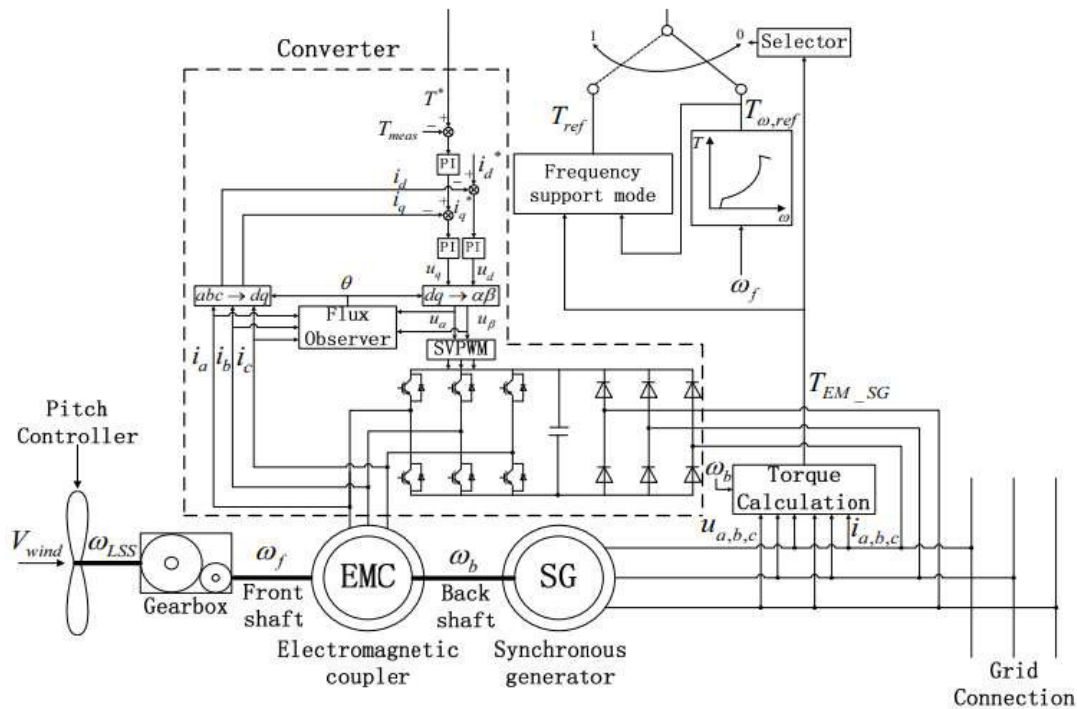 Converter
1
0
Selector
T*
+
T_meas
−
T_ref
T_ω,ref
PI
i_d*
i_d
−
+
Frequency
support mode
T
ω
i_q
−
+
i_q*
PI
PI
ω_f
u_q
u_d
abc → dq
θ
dq → αβ
Flux
Observer
u_α
u_β
SVPWM
i_a
i_b
i_c
T_EM_SG
Pitch
Controller
ω_b
Torque
Calculation
u_a,b,c
i_a,b,c
V_wind
ω_LSS
ω_f
EMC
ω_b
SG
Gearbox
Front
shaft
Back
shaft
Electromagnetic
coupler
Synchronous
generator
Grid
Connection